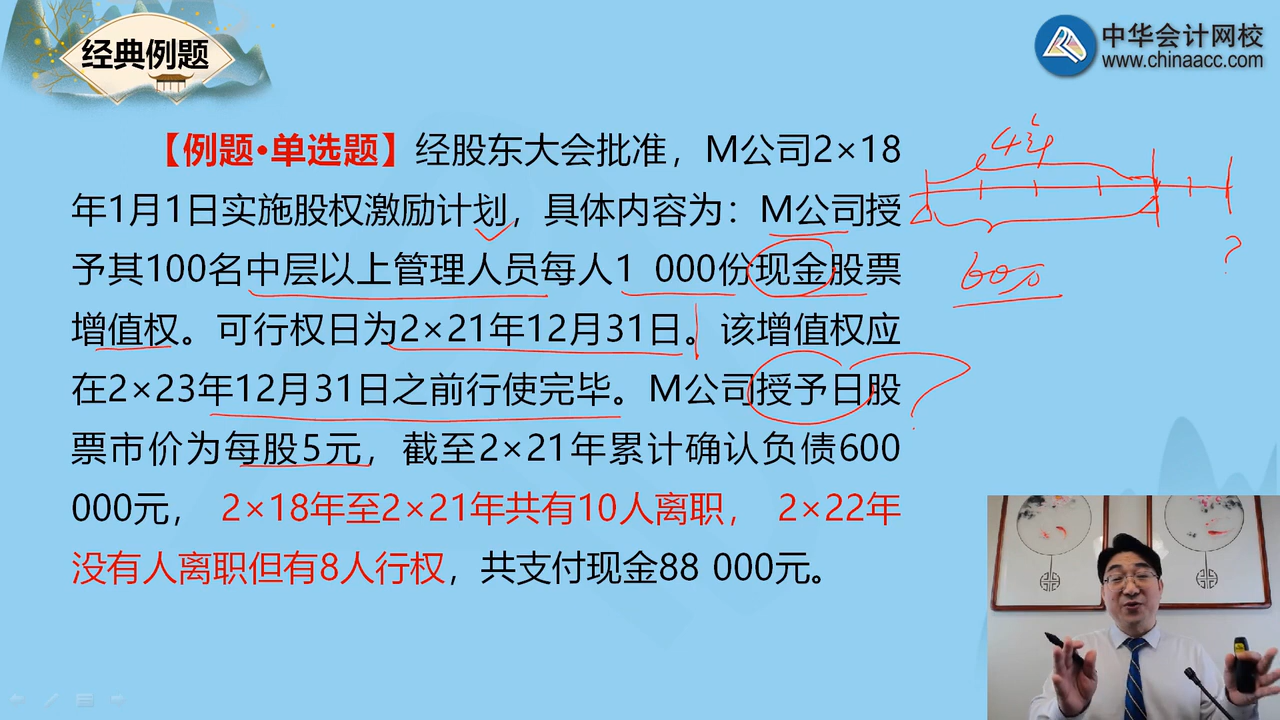 经典例题
中华会计网校
www.chinaacc.com
【例题•单选题】经股东大会批准，M公司2×18
年1月1日实施股权激励计划，具体内容为：M公司授
予其100名中层以上管理人员每人1 000份现金股票
增值权。可行权日为2×21年12月31日。该增值权应
在2×23年12月31日之前行使完毕。M公司授予日股
票市价为每股5元，截至2×21年累计确认负债600
000元， 2×18年至2×21年共有10人离职， 2×22年
没有人离职但有8人行权，共支付现金88 000元。
4年
60万
?
?